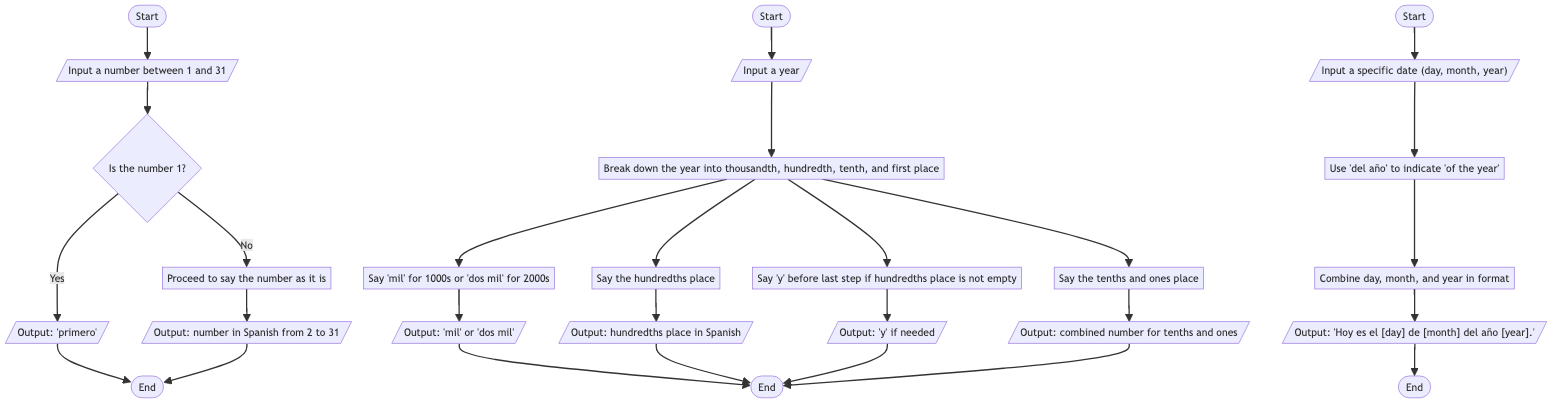 Start
Input a number between 1 and 31
Is the number 1?
Yes
No
Proceed to say the number as it is
Output: 'primero'
Output: number in Spanish from 2 to 31
End
Start
Input a year
Break down the year into thousandth, hundredth, tenth, and first place
Say 'mil' for 1000s or 'dos mil' for 2000s
Say the hundredths place
Say 'y' before last step if hundredths place is not empty
Say the tenths and ones place
Output: 'mil' or 'dos mil'
Output: hundredths place in Spanish
Output: 'y' if needed
Output: combined number for tenths and ones
End
Start
Input a specific date (day, month, year)
Use 'del año' to indicate 'of the year'
Combine day, month, and year in format
Output: 'Hoy es el [day] de [month] del año [year].'
End